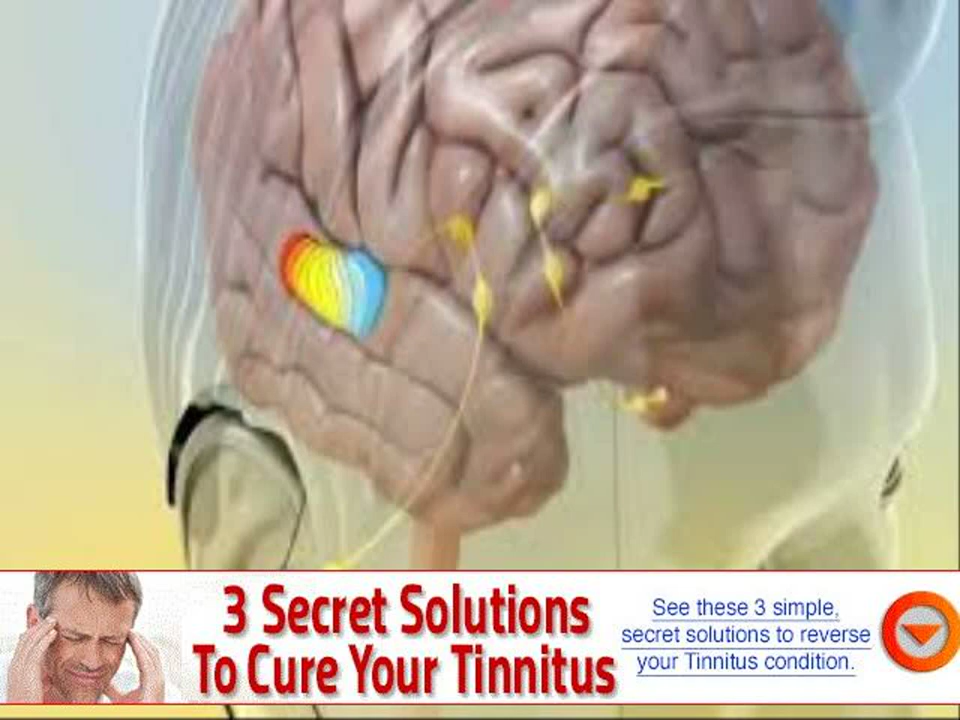 3 Secret Solutions
To Cure Your Tinnitus
See these 3 simple,
secret solutions to reverse
your Tinnitus condition.